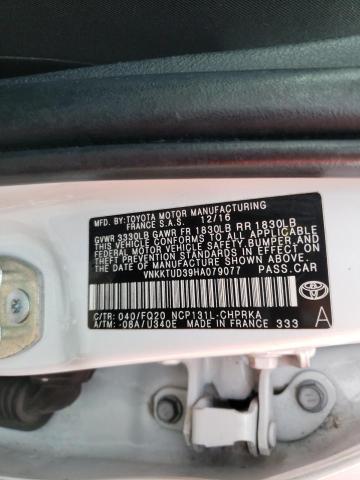 MFD.BY:TOYOTA MOTOR MANUFACTURING
FRANCE S.A.S. 12/16
GVWR 3330LB GAWR FR 1830LB RR 1830LB
THIS VEHICLE CONFORMS TO ALL APPLICABLE
FEDERAL MOTOR VEHICLE SAFETY, BUMPER, AND
THEFT PREVENTION STANDARDS IN EFFECT ON THE
DATE OF MANUFACTURE SHOWN ABOVE.
VNKKTUD39HA079077 PASS.CAR
TOYOTA
C/TR: 040/FQ20 NCP131L-CHPRKA
A/TM: -08A/U340E MADE IN FRANCE 333 A